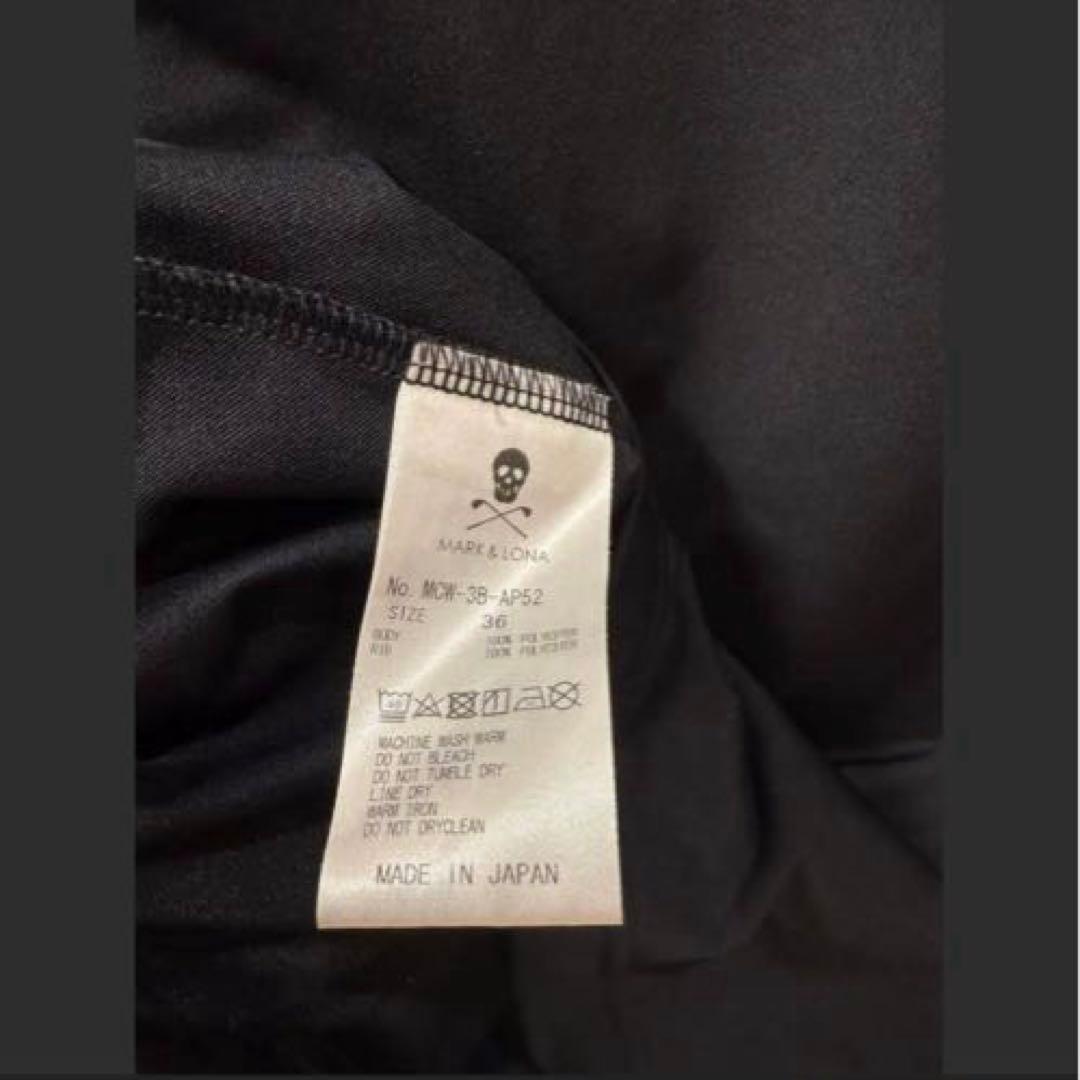 MARK & LONA
No. MCW-3B-AP52
SIZE 36
BODY 100% POLYESTER
RIB 100% POLYESTER
40
MACHINE WASH WARM
DO NOT BLEACH
DO NOT TUMBLE DRY
LINE DRY
WARM IRON
DO NOT DRYCLEAN
MADE IN JAPAN